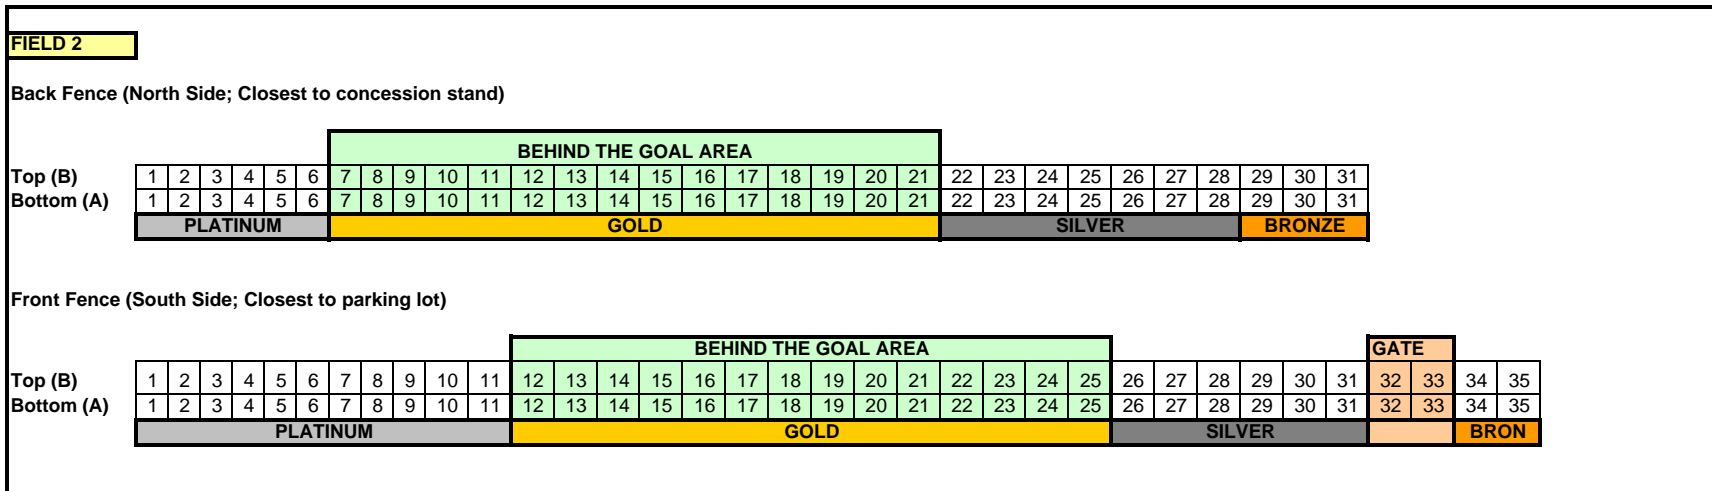 FIELD 2
Back Fence (North Side; Closest to concession stand)
BEHIND THE GOAL AREA
Top (B) 1 2 3 4 5 6 7 8 9 10 11 12 13 14 15 16 17 18 19 20 21 22 23 24 25 26 27 28 29 30 31
Bottom (A) 1 2 3 4 5 6 7 8 9 10 11 12 13 14 15 16 17 18 19 20 21 22 23 24 25 26 27 28 29 30 31
PLATINUM GOLD SILVER BRONZE
Front Fence (South Side; Closest to parking lot)
BEHIND THE GOAL AREA GATE
Top (B) 1 2 3 4 5 6 7 8 9 10 11 12 13 14 15 16 17 18 19 20 21 22 23 24 25 26 27 28 29 30 31 32 33 34 35
Bottom (A) 1 2 3 4 5 6 7 8 9 10 11 12 13 14 15 16 17 18 19 20 21 22 23 24 25 26 27 28 29 30 31 32 33 34 35
PLATINUM GOLD SILVER BRON